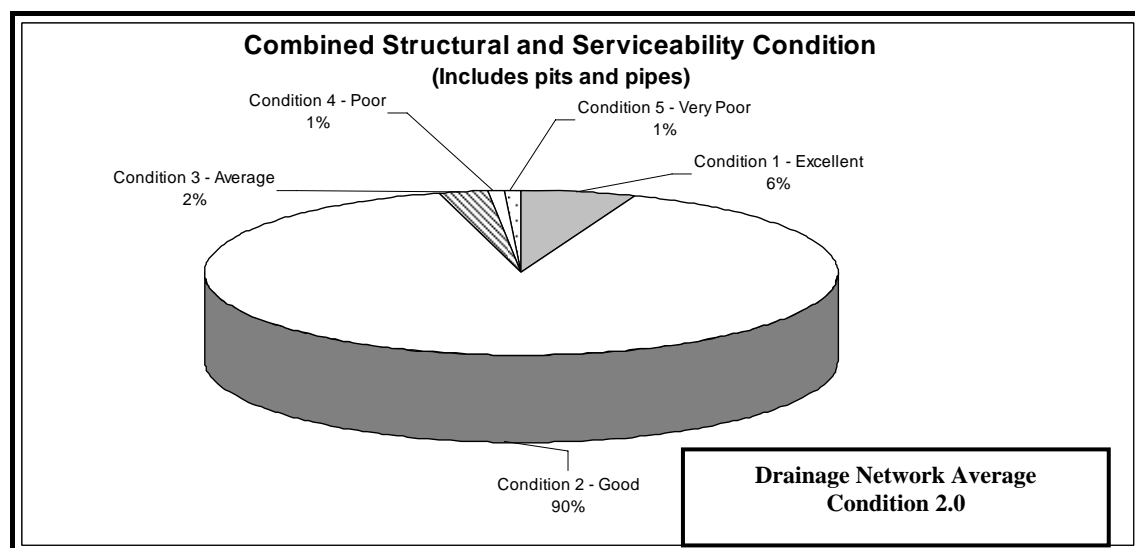 Combined Structural and Serviceability Condition
(Includes pits and pipes)
Condition 4 - Poor
1%
Condition 5 - Very Poor
1%
Condition 3 - Average
2%
Condition 1 - Excellent
6%
Condition 2 - Good
90%
Drainage Network Average
Condition 2.0